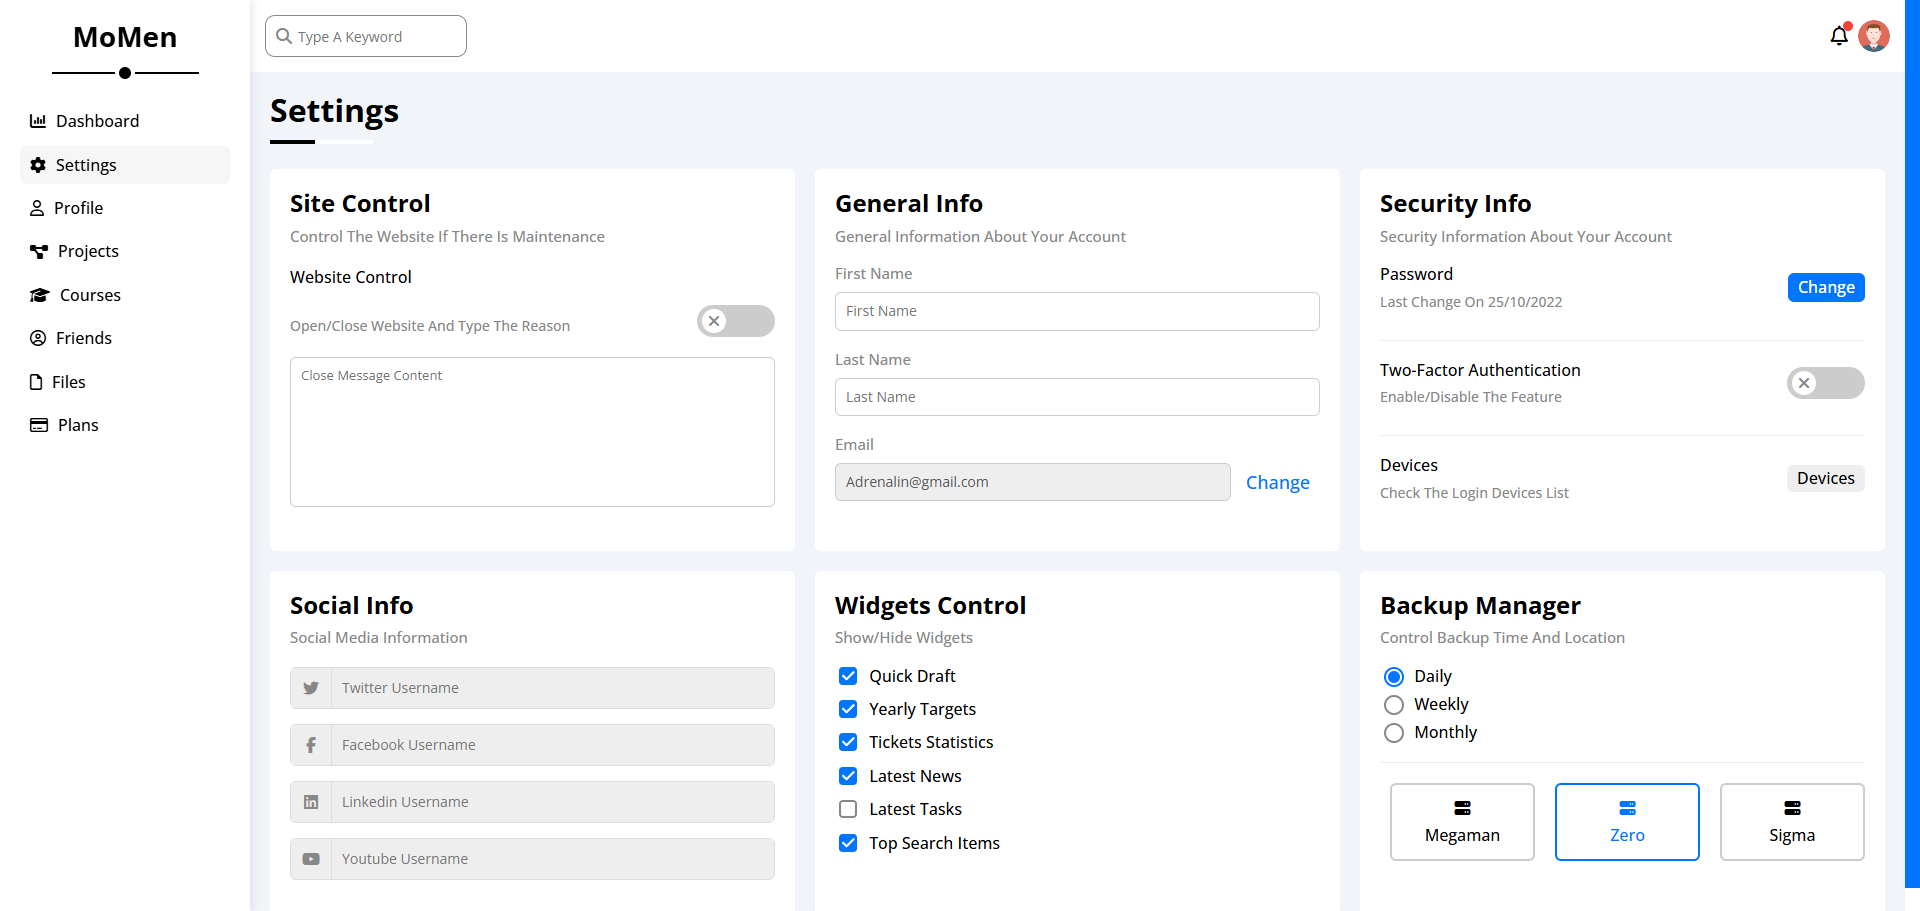 MoMen
Dashboard
Settings
Profile
Projects
Courses
Friends
Files
Plans
Type A Keyword
Settings
Site Control
Control The Website If There Is Maintenance
Website Control
Open/Close Website And Type The Reason
Close Message Content
General Info
General Information About Your Account
First Name
First Name
Last Name
Last Name
Email
Adrenalin@gmail.com
Change
Security Info
Security Information About Your Account
Password
Last Change On 25/10/2022
Change
Two-Factor Authentication
Enable/Disable The Feature
Devices
Check The Login Devices List
Devices
Social Info
Social Media Information
Twitter Username
Facebook Username
Linkedin Username
Youtube Username
Widgets Control
Show/Hide Widgets
Quick Draft
Yearly Targets
Tickets Statistics
Latest News
Latest Tasks
Top Search Items
Backup Manager
Control Backup Time And Location
Daily
Weekly
Monthly
Megaman
Zero
Sigma